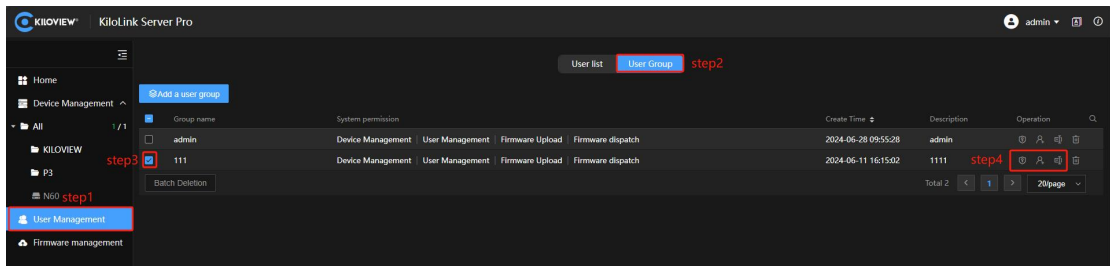 KILOVIEW® KiloLink Server Pro admin
User list User Group step2
Home
Add a user group
Device Management
Group name System permission Create Time Description Operation
All 1/1
admin Device Management User Management Firmware Upload Firmware dispatch 2024-06-28 09:55:28 admin
KILOVIEW
step3 111 Device Management User Management Firmware Upload Firmware dispatch 2024-06-11 16:15:02 1111 step4
P3
Batch Deletion Total 2 < 1 > 20/page
N60 step1
User Management
Firmware management